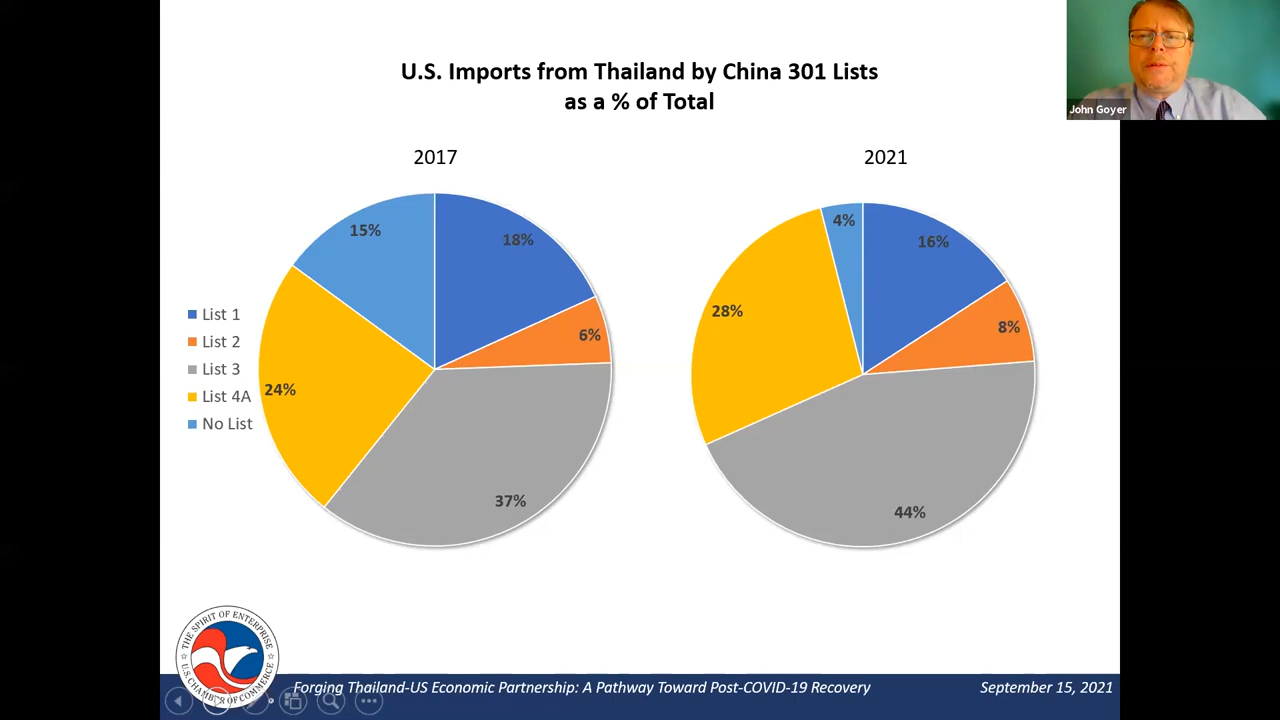 U.S. Imports from Thailand by China 301 Lists
as a % of Total
John Goyer
2017
2021
15%
18%
6%
37%
24%
4%
16%
8%
44%
28%
List 1
List 2
List 3
List 4A
No List
THE SPIRIT OF ENTERPRISE
U.S. CHAMBER OF COMMERCE
Forging Thailand-US Economic Partnership: A Pathway Toward Post-COVID-19 Recovery
September 15, 2021